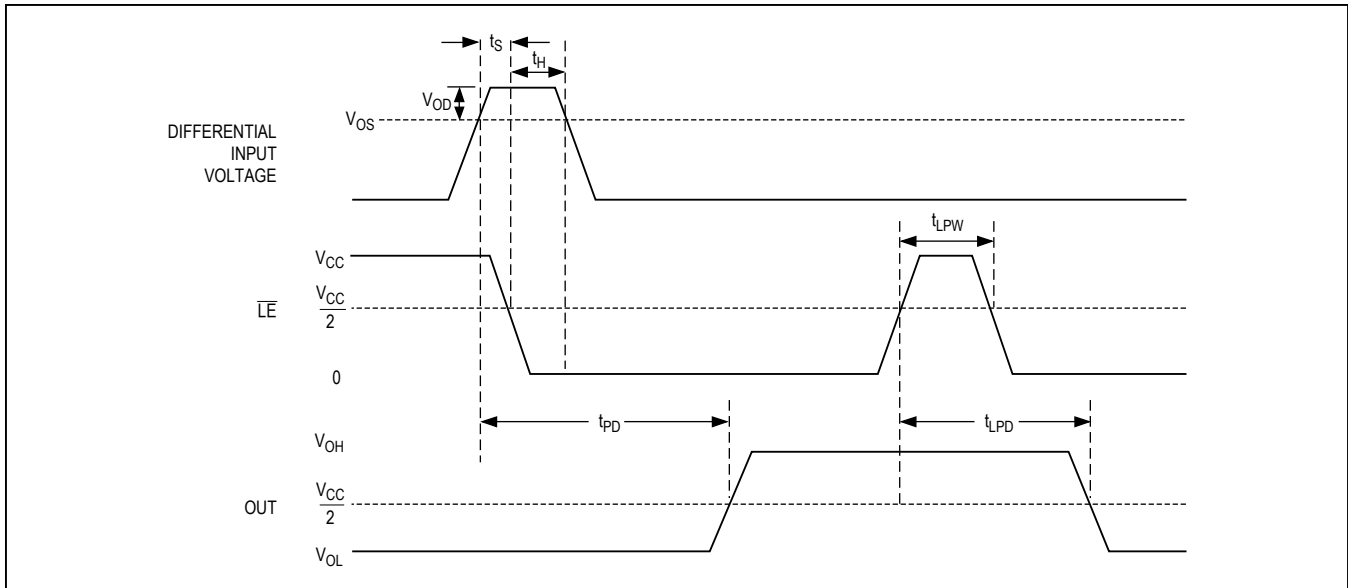 tS
tH
VOD
VOS
DIFFERENTIAL
INPUT
VOLTAGE
tLPW
VCC
VCC
2
LE
0
tPD
tLPD
VOH
VCC
2
OUT
VOL